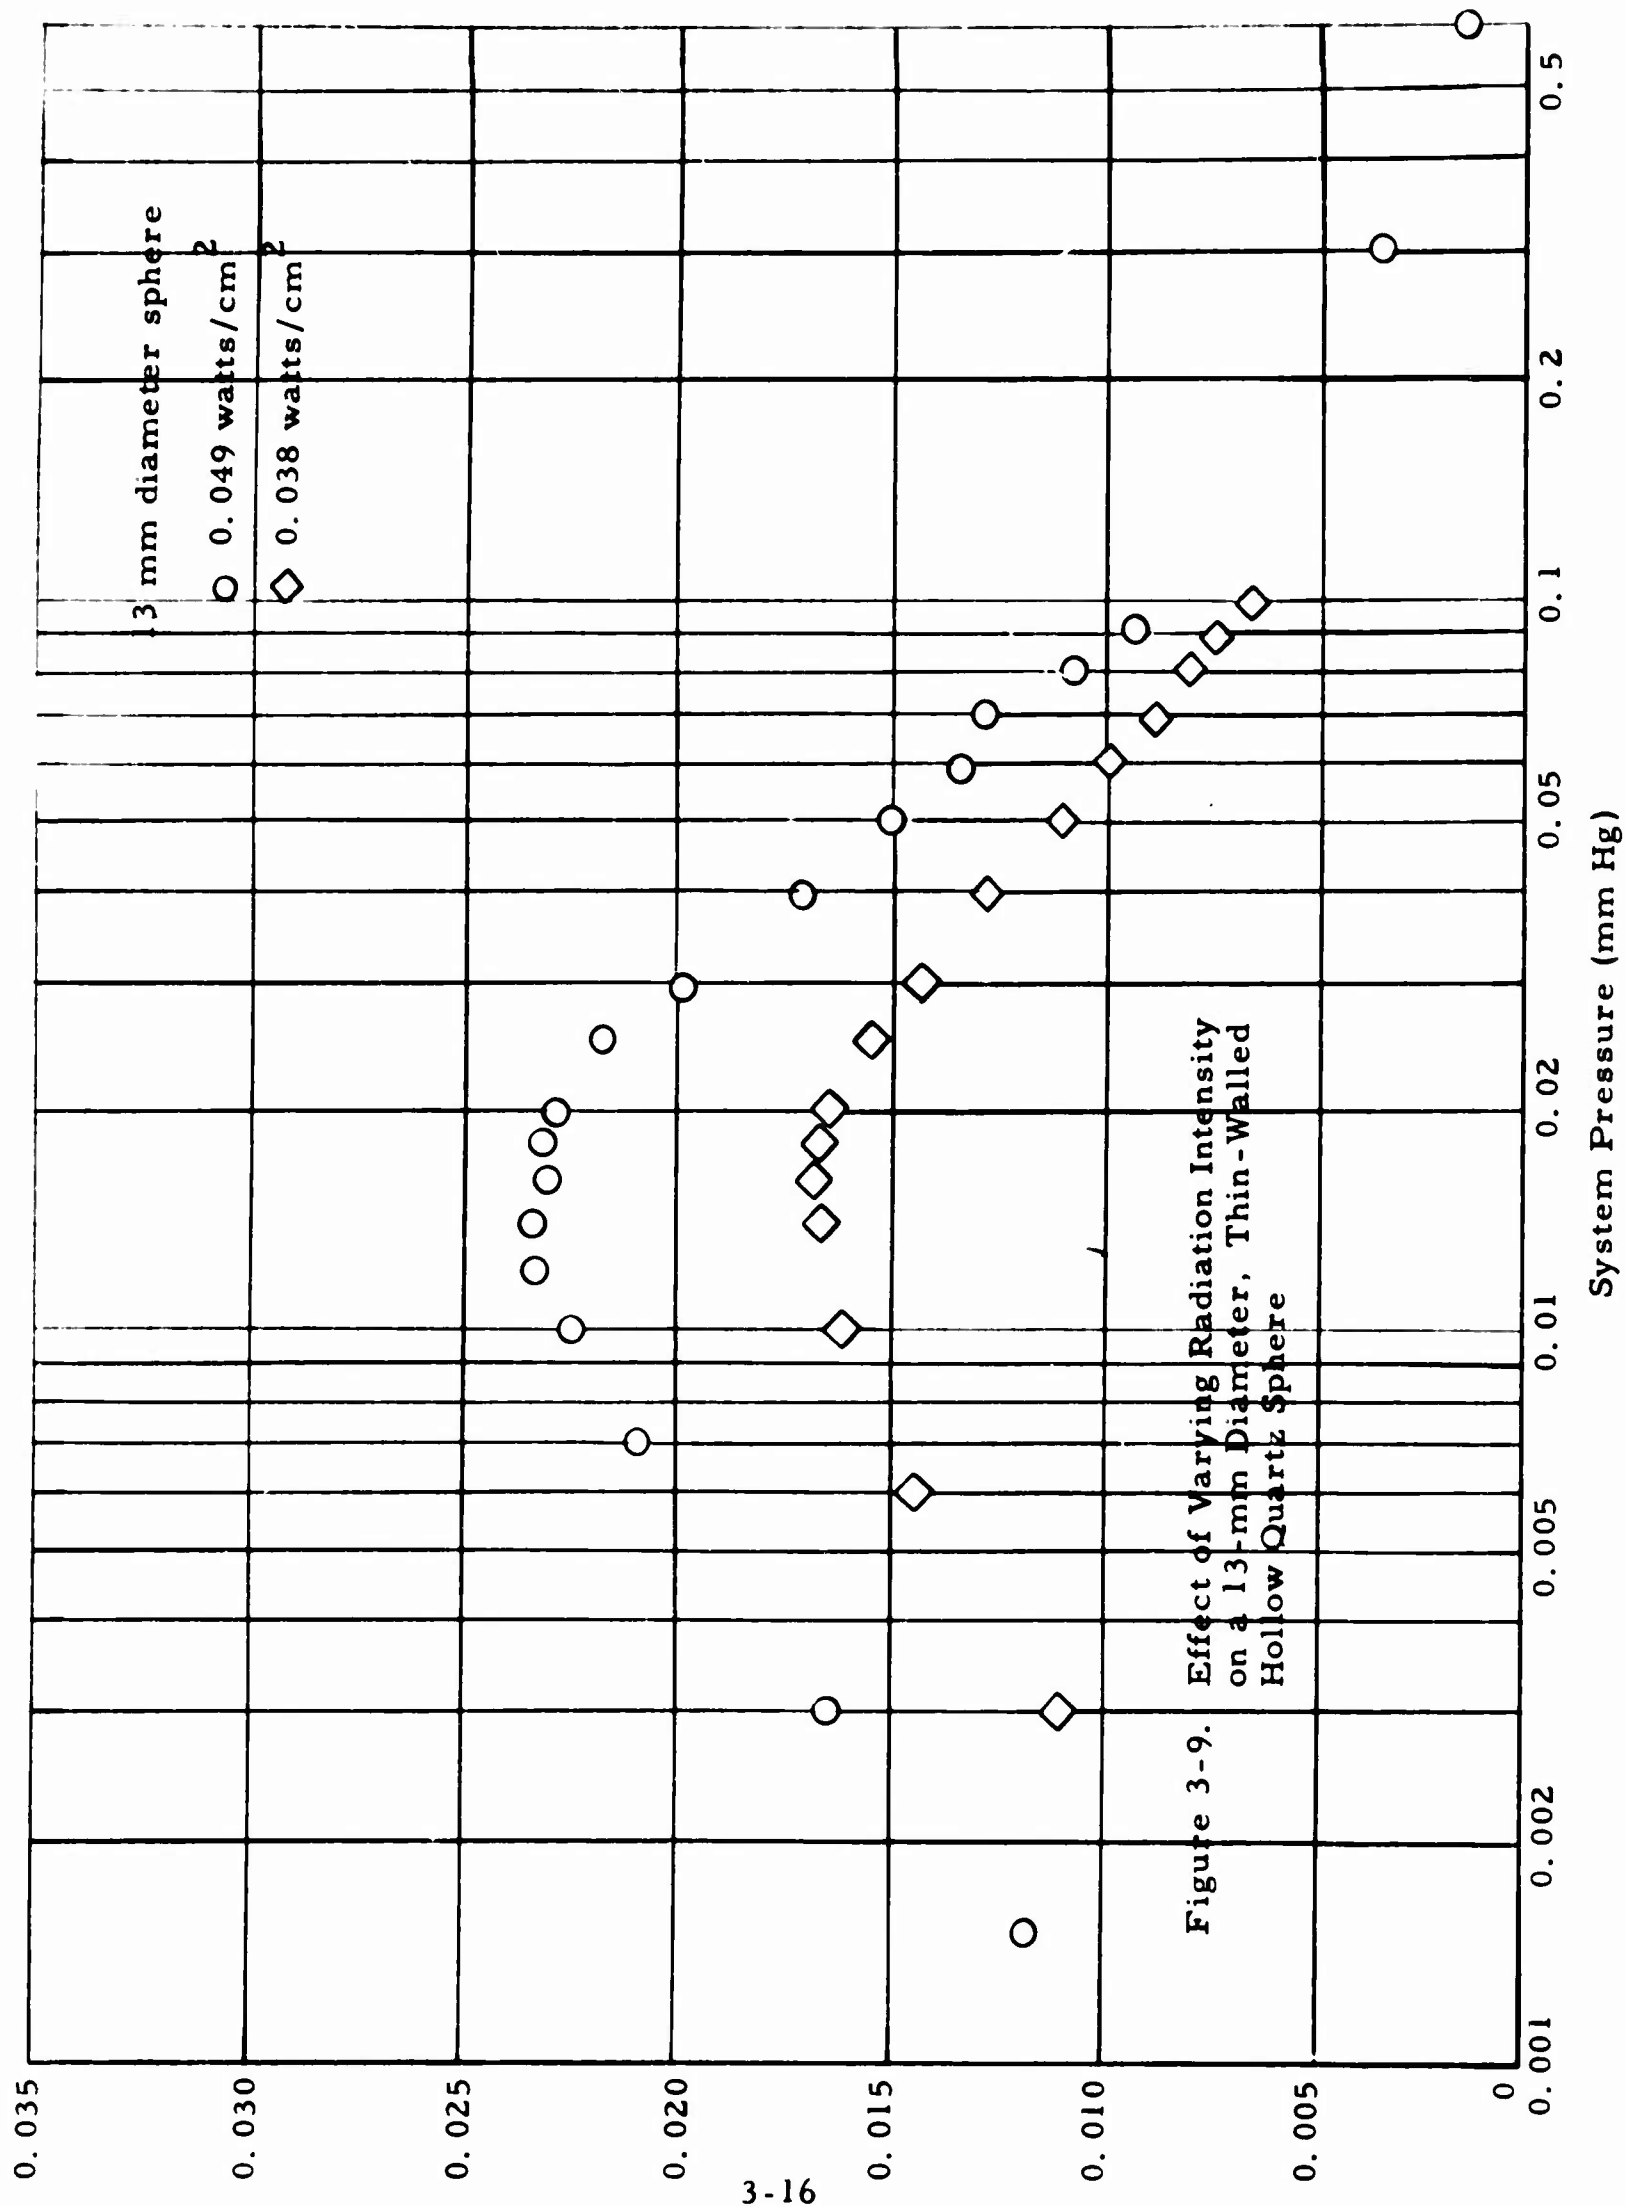 13 mm diameter sphere
0.049 watts/cm2
0.038 watts/cm2
0.035
0.030
0.025
0.020
0.015
0.010
0.005
0
0.001
0.002
0.005
0.01
0.02
0.05
0.1
0.2
0.5
System Pressure (mm Hg)
Figure 3-9. Effect of Varying Radiation Intensity
on a 13-mm Diameter, Thin-Walled
Hollow Quartz Sphere
3-16